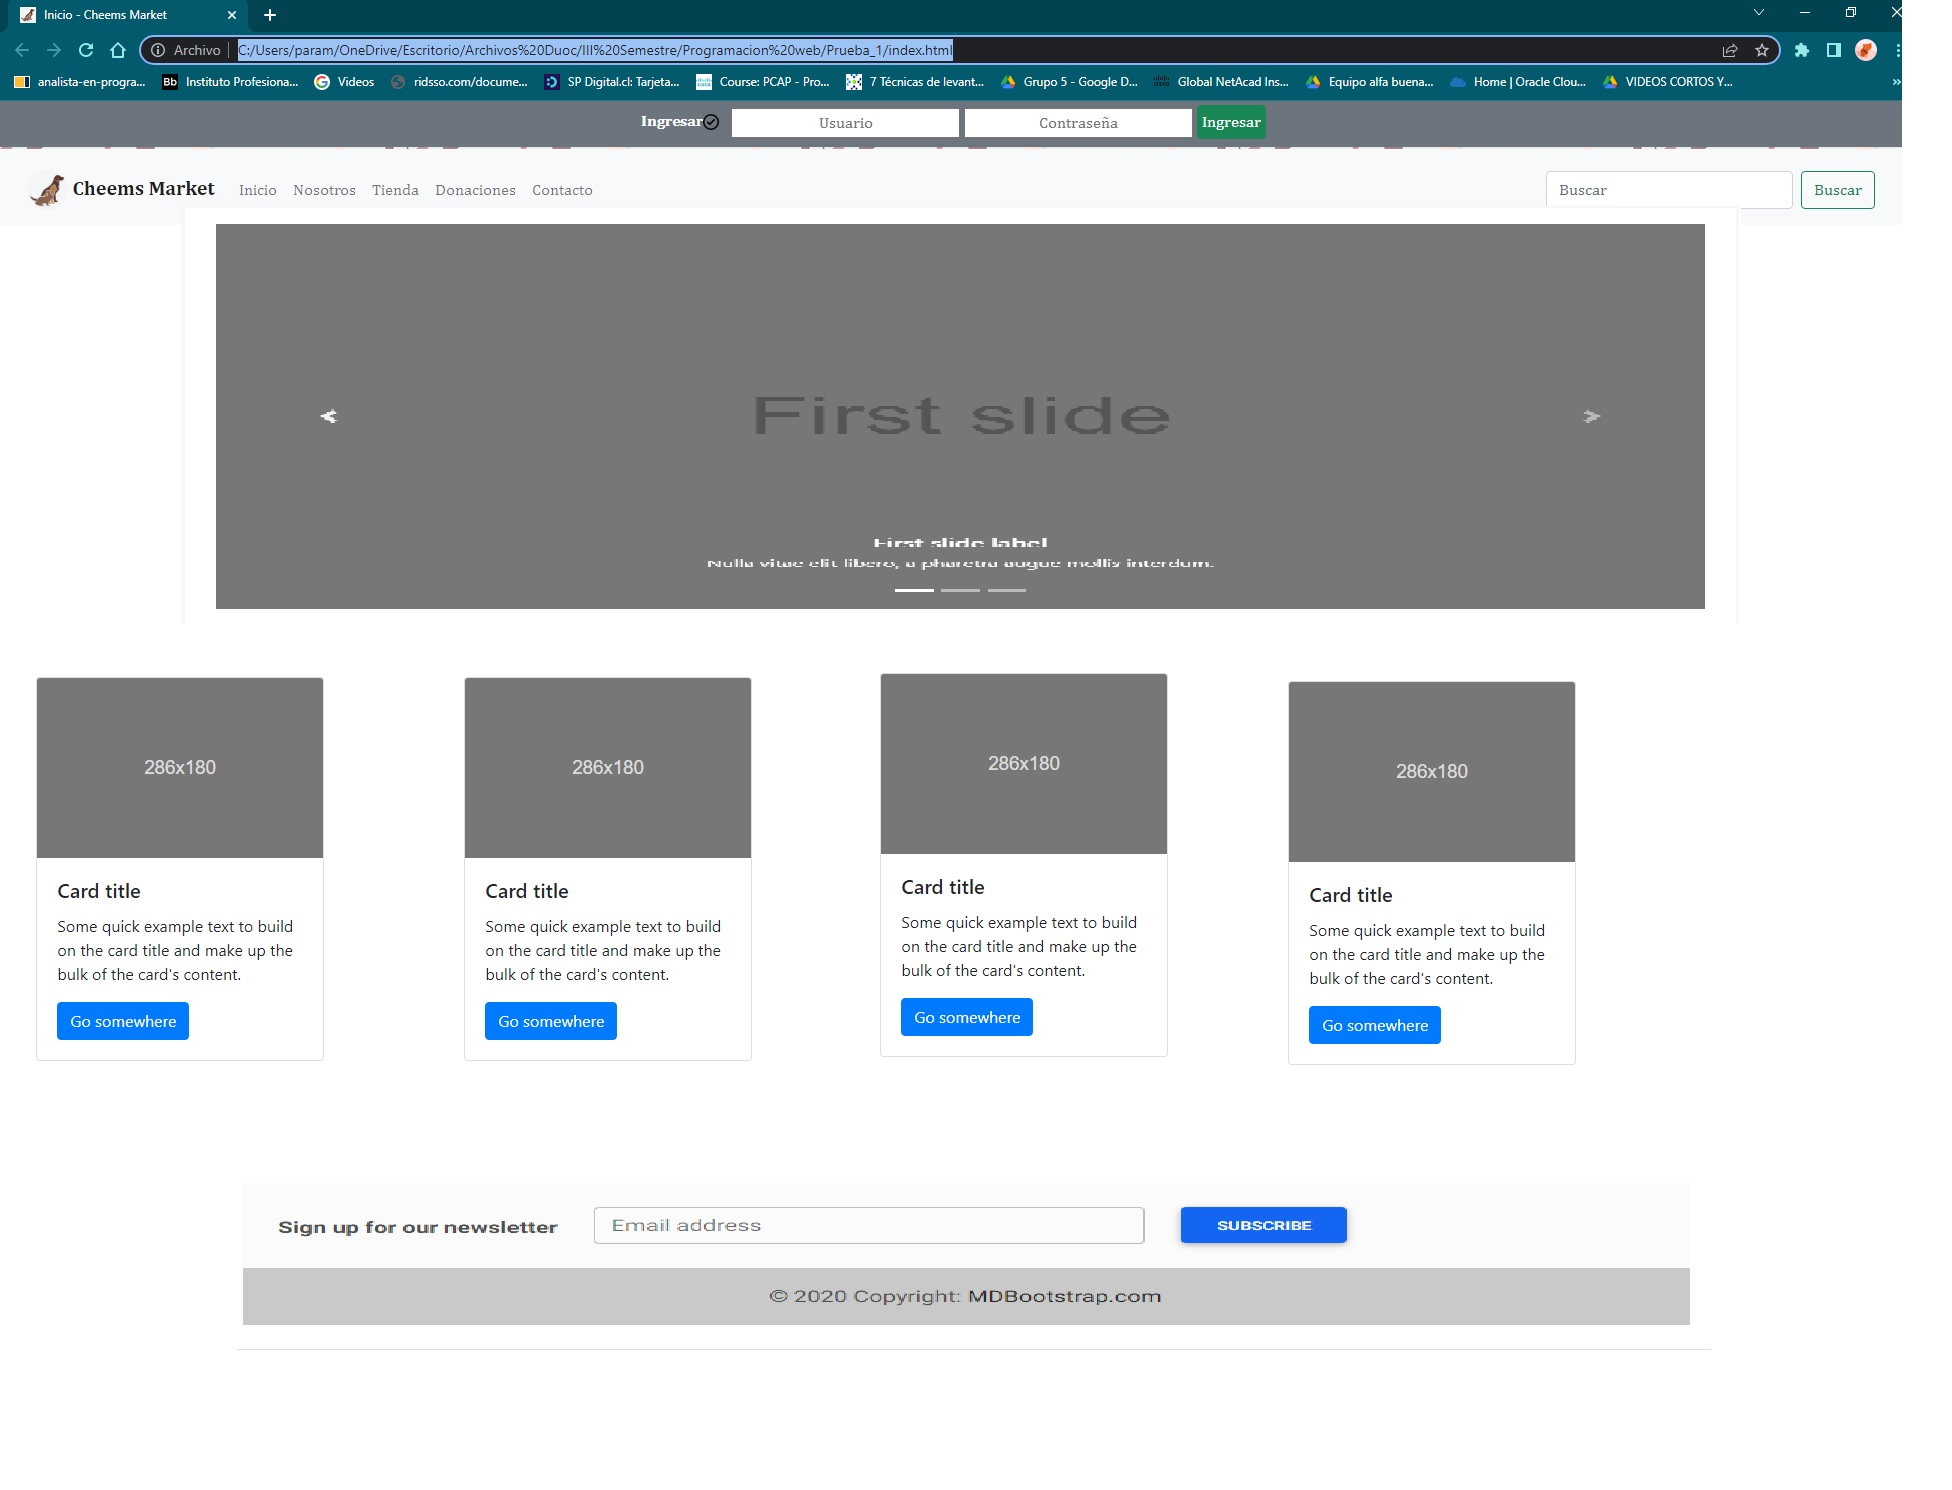 Inicio - Cheems Market
Archivo | C:/Users/param/OneDrive/Escritorio/Archivos%20Duoc/III%20Semestre/Programacion%20web/Prueba_1/index.html
analista-en-progra... Bb Instituto Profesiona... Videos ridsso.com/docume... SP Digital.cl: Tarjeta... Course: PCAP - Pro... 7 Técnicas de levant... Grupo 5 - Google D... Global NetAcad Ins... Equipo alfa buena... Home | Oracle Clou... VIDEOS CORTOS Y... »
Ingresar Usuario Contraseña Ingresar
Cheems Market Inicio Nosotros Tienda Donaciones Contacto Buscar Buscar
First slide
First slide label
Nulla vitae elit libero, a pharetra augue mollis interdum.
286x180
Card title
Some quick example text to build
on the card title and make up the
bulk of the card's content.
Go somewhere
286x180
Card title
Some quick example text to build
on the card title and make up the
bulk of the card's content.
Go somewhere
286x180
Card title
Some quick example text to build
on the card title and make up the
bulk of the card's content.
Go somewhere
286x180
Card title
Some quick example text to build
on the card title and make up the
bulk of the card's content.
Go somewhere
Sign up for our newsletter Email address SUBSCRIBE
© 2020 Copyright: MDBootstrap.com